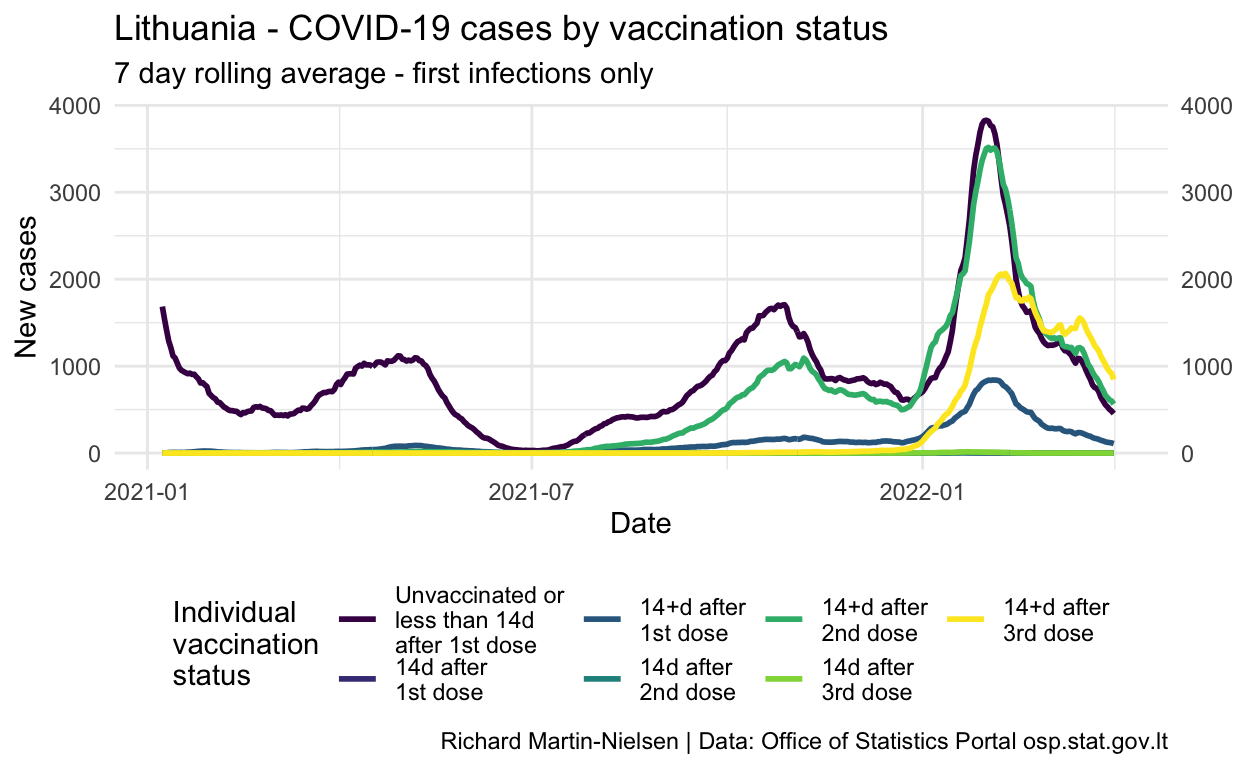 Lithuania - COVID-19 cases by vaccination status
7 day rolling average - first infections only
4000
3000
2000
1000
0
New cases
4000
3000
2000
1000
0
2021-01
2021-07
2022-01
Date
Individual
vaccination
status
Unvaccinated or
less than 14d
after 1st dose
14d after
1st dose
14+d after
1st dose
14d after
2nd dose
14+d after
2nd dose
14d after
3rd dose
14+d after
3rd dose
Richard Martin-Nielsen | Data: Office of Statistics Portal osp.stat.gov.lt